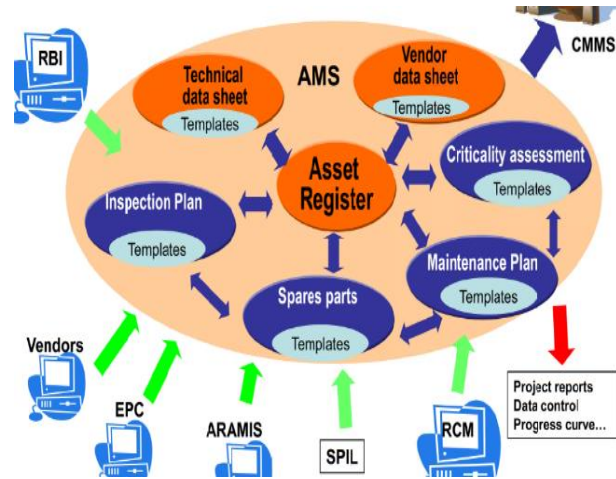 RBI
CMMS
Technical
data sheet
Templates
AMS
Vendor
data sheet
Templates
Criticality assessment
Templates
Asset
Register
Inspection Plan
Templates
Maintenance Plan
Templates
Spares parts
Templates
Vendors
EPC
ARAMIS
SPIL
RCM
Project reports
Data control
Progress curve...